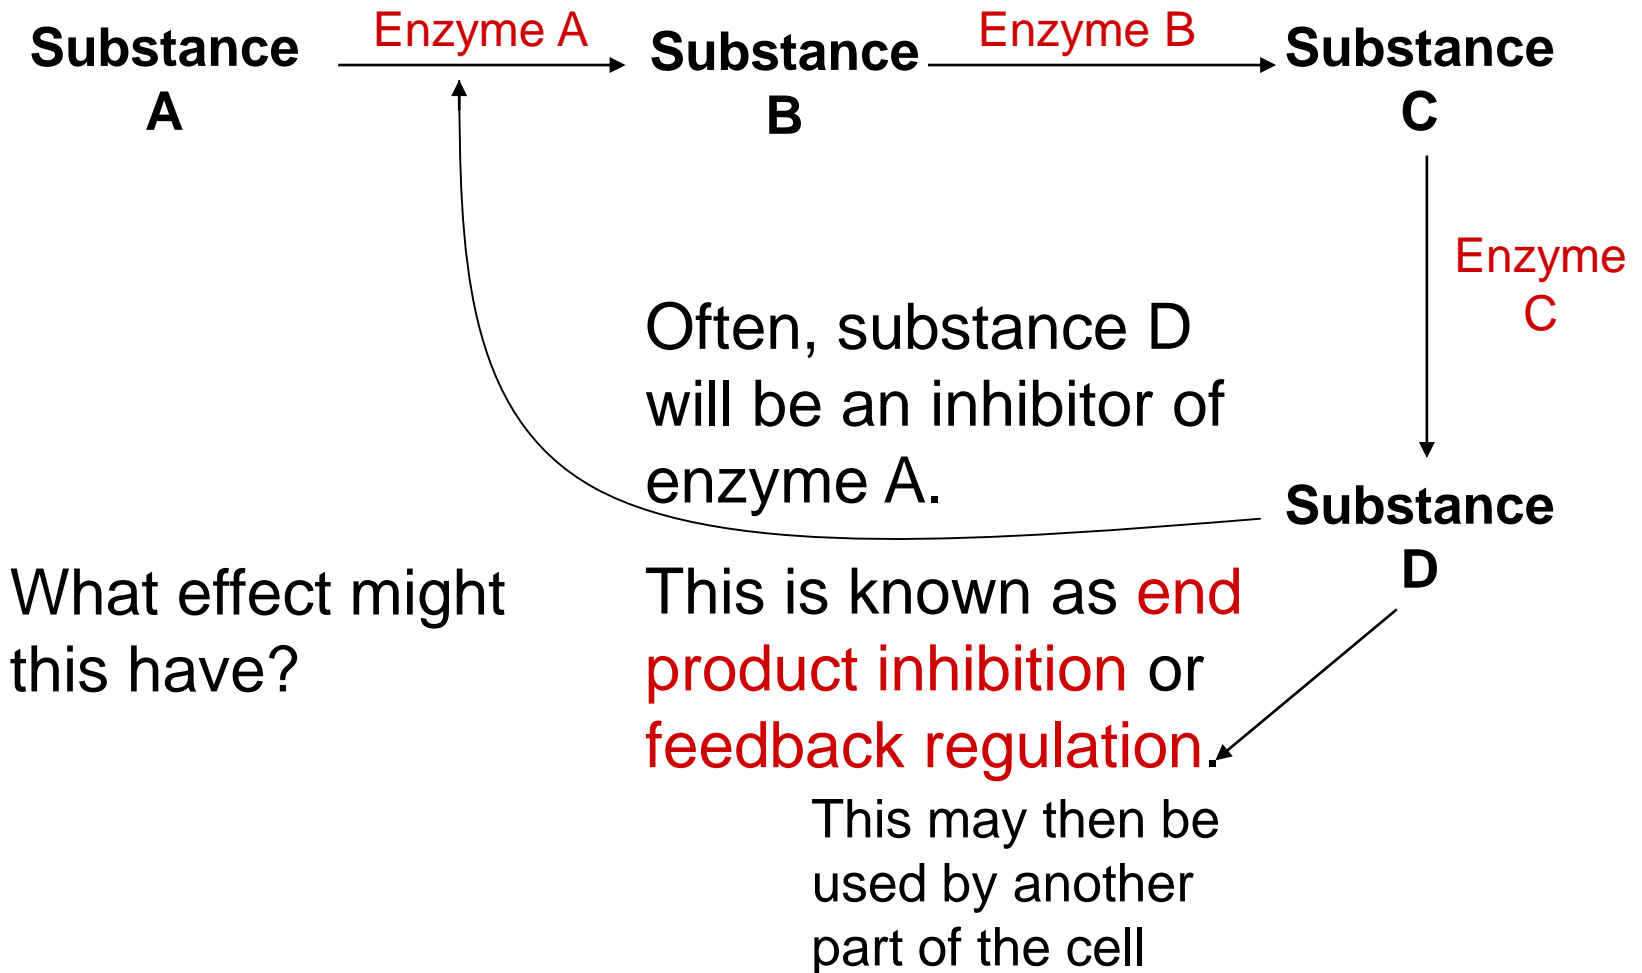 Substance
A
Enzyme A
Substance
B
Enzyme B
Substance
C
Enzyme
C
Often, substance D
will be an inhibitor of
enzyme A.
Substance
D
What effect might
this have?
This is known as end
product inhibition or
feedback regulation.
This may then be
used by another
part of the cell